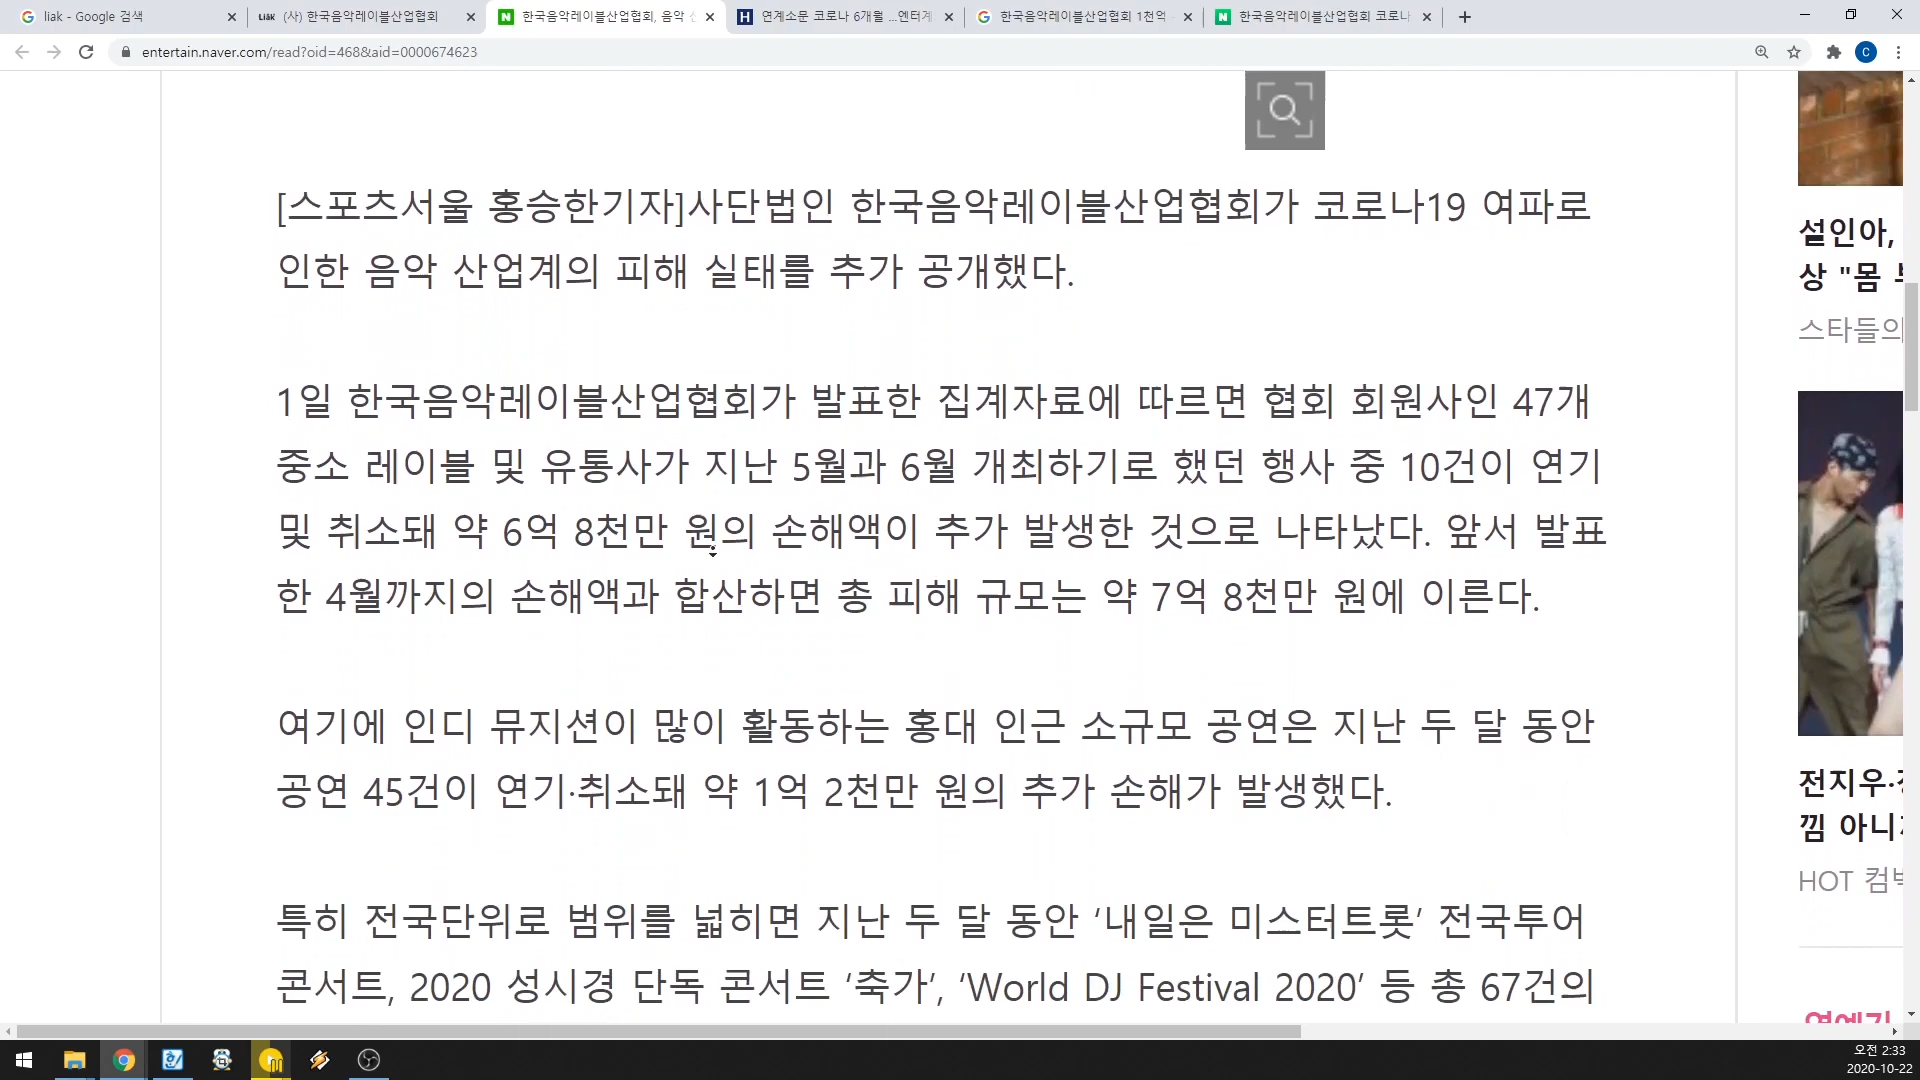 liak - Google 검색
LIAK (사) 한국음악레이블산업협회
한국음악레이블산업협회, 음악
연계소문 코로나 6개월 ...엔터계
한국음악레이블산업협회 1천억
한국음악레이블산업협회 코로나
entertain.naver.com/read?oid=468&aid=0000674623
C
[스포츠서울 홍승한기자]사단법인 한국음악레이블산업협회가 코로나19 여파로
인한 음악 산업계의 피해 실태를 추가 공개했다.
1일 한국음악레이블산업협회가 발표한 집계자료에 따르면 협회 회원사인 47개
중소 레이블 및 유통사가 지난 5월과 6월 개최하기로 했던 행사 중 10건이 연기
및 취소돼 약 6억 8천만 원의 손해액이 추가 발생한 것으로 나타났다. 앞서 발표
한 4월까지의 손해액과 합산하면 총 피해 규모는 약 7억 8천만 원에 이른다.
여기에 인디 뮤지션이 많이 활동하는 홍대 인근 소규모 공연은 지난 두 달 동안
공연 45건이 연기·취소돼 약 1억 2천만 원의 추가 손해가 발생했다.
특히 전국단위로 범위를 넓히면 지난 두 달 동안 ‘내일은 미스터트롯’ 전국투어
콘서트, 2020 성시경 단독 콘서트 ‘축가’, ‘World DJ Festival 2020’ 등 총 67건의
설인아,
상 "몸
스타들의
전지우·
낌 아니
HOT 컴백
오전 2:33
2020-10-22